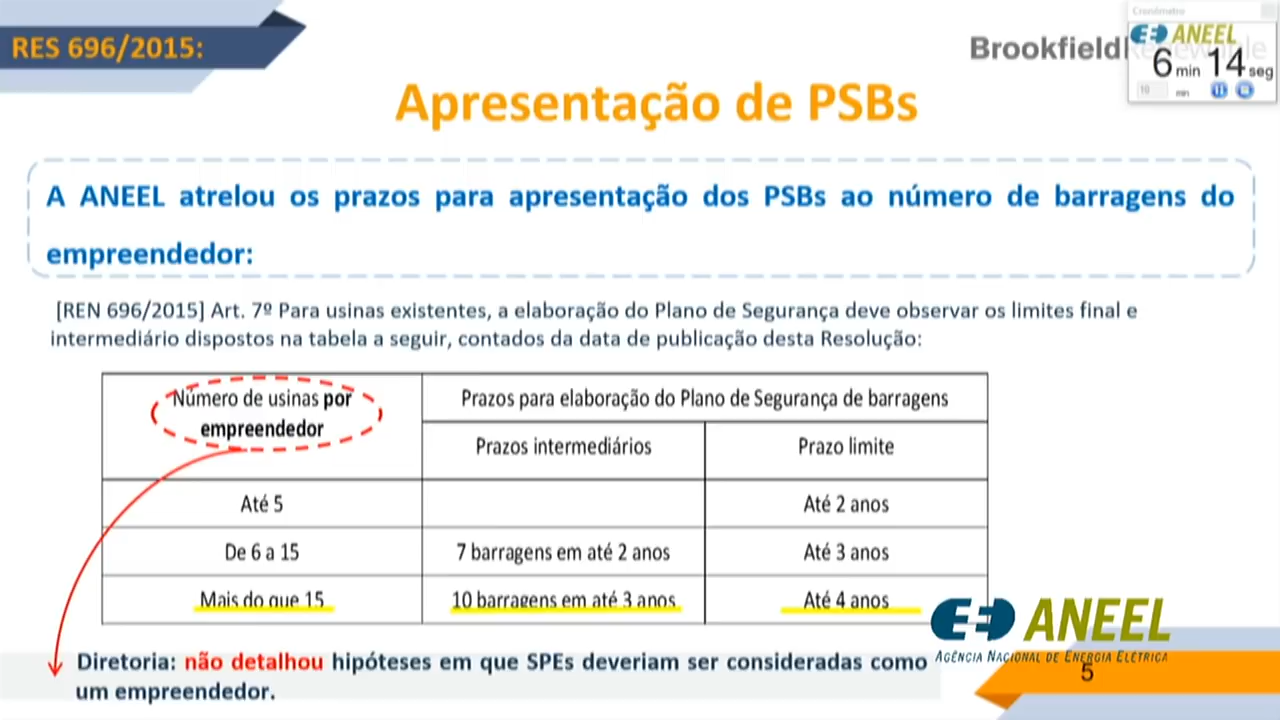 RES 696/2015:
Brookfield
Cronômetro
ANEEL
6 min 14 seg
10 min
Apresentação de PSBs
A ANEEL atrelou os prazos para apresentação dos PSBs ao número de barragens do
empreendedor:
[REN 696/2015] Art. 7º Para usinas existentes, a elaboração do Plano de Segurança deve observar os limites final e
intermediário dispostos na tabela a seguir, contados da data de publicação desta Resolução:
Número de usinas por
empreendedor
Prazos para elaboração do Plano de Segurança de barragens
Prazos intermediários
Prazo limite
Até 5
Até 2 anos
De 6 a 15
7 barragens em até 2 anos
Até 3 anos
Mais do que 15
10 barragens em até 3 anos
Até 4 anos
ANEEL
AGÊNCIA NACIONAL DE ENERGIA ELÉTRICA
Diretoria: não detalhou hipóteses em que SPEs deveriam ser consideradas como
um empreendedor.
5